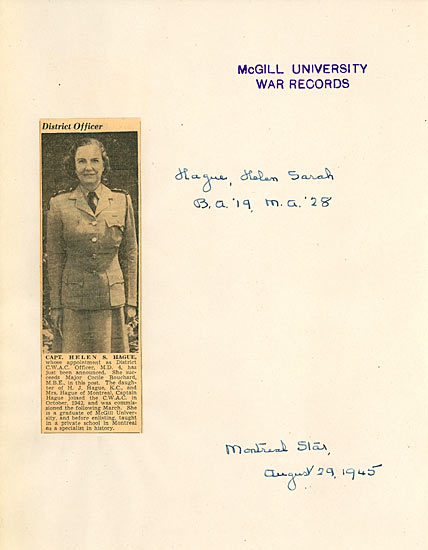 McGILL UNIVERSITY
WAR RECORDS
District Officer
Hague, Helen Sarah
B.A. '19, M.A. '28
CAPT. HELEN S. HAGUE,
whose appointment as District
C.W.A.C. Officer, M.D. 4, has
just been announced. She suc-
ceeds Major Cecile Bouchard,
M.B.E., in this post. The daugh-
ter of H. J. Hague, K.C., and
Mrs. Hague of Montreal, Captain
Hague joined the C.W.A.C. in
October, 1942, and was commis-
sioned the following March. She
is a graduate of McGill Univer-
sity, and before enlisting, taught
in a private school in Montreal
as a specialist in history.
Montreal Star,
August 29, 1945